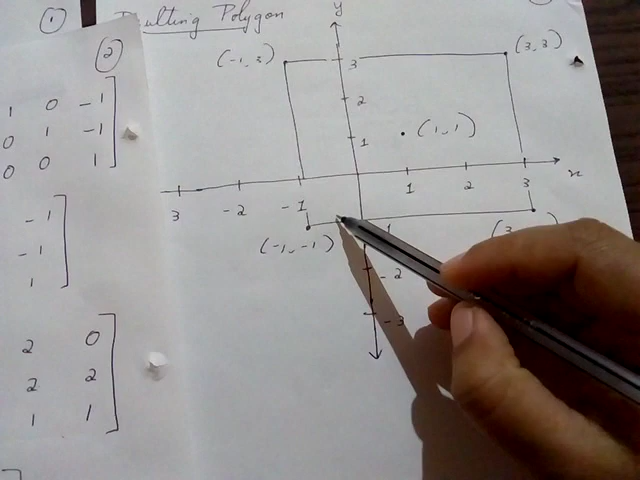 ①
Polygon
②
1 0 -1
0 1 -1
0 0 1
-1
-1
1
2 0
2 2
1 1
y
(-1, 3)
3
(3, 3)
2
1
(1, 1)
x
3 -2 -1 1 2 3
(-1, -1)
-2
-3